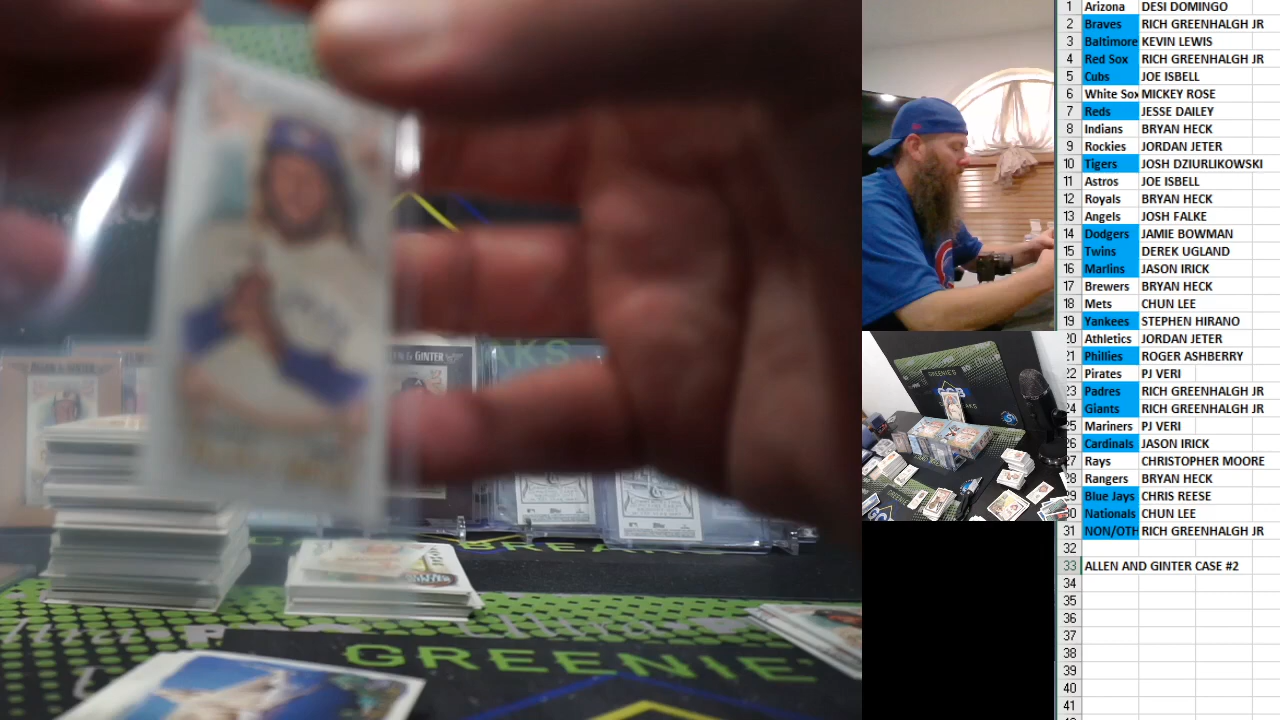 1 Arizona DESI DOMINGO
2 Braves RICH GREENHALGH JR
3 Baltimore KEVIN LEWIS
4 Red Sox RICH GREENHALGH JR
5 Cubs JOE ISBELL
6 White Sox MICKEY ROSE
7 Reds JESSE DAILEY
8 Indians BRYAN HECK
9 Rockies JORDAN JETER
10 Tigers JOSH DZIURLIKOWSKI
11 Astros JOE ISBELL
12 Royals BRYAN HECK
13 Angels JOSH FALKE
14 Dodgers JAMIE BOWMAN
15 Twins DEREK UGLAND
16 Marlins JASON IRICK
17 Brewers BRYAN HECK
18 Mets CHUN LEE
19 Yankees STEPHEN HIRANO
20 Athletics JORDAN JETER
21 Phillies ROGER ASHBERRY
22 Pirates PJ VERI
23 Padres RICH GREENHALGH JR
24 Giants RICH GREENHALGH JR
25 Mariners PJ VERI
26 Cardinals JASON IRICK
27 Rays CHRISTOPHER MOORE
28 Rangers BRYAN HECK
29 Blue Jays CHRIS REESE
30 Nationals CHUN LEE
31 NON/OTH RICH GREENHALGH JR
32
33 ALLEN AND GINTER CASE #2
34
35
36
37
38
39
40
41
& GINTER
AKS
GREENIE'
GREENIE'S